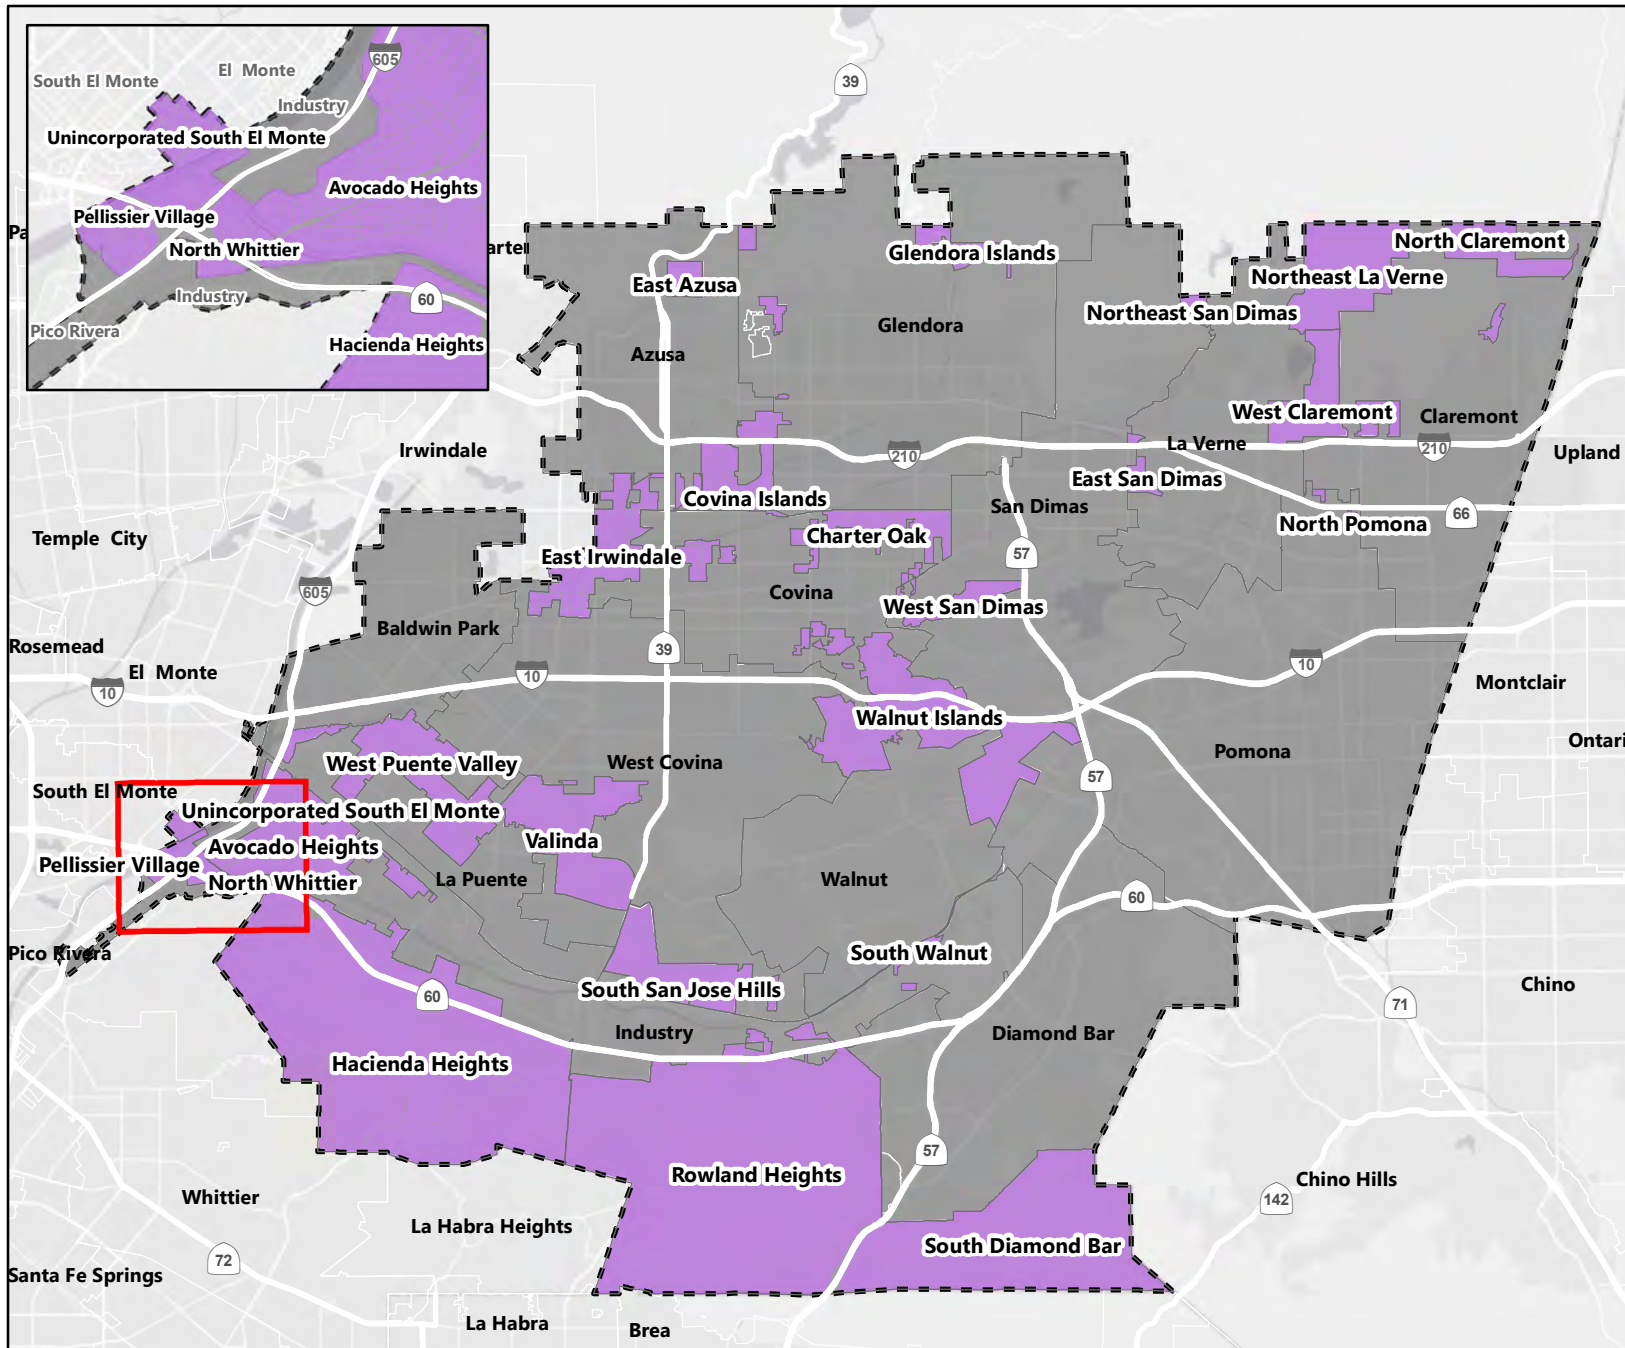 605
South El Monte
El Monte
Industry
Unincorporated South El Monte
Avocado Heights
Pellissier Village
North Whittier
Industry
60
Pico Rivera
Hacienda Heights
39
North Claremont
Glendora Islands
Northeast La Verne
East Azusa
Northeast San Dimas
Glendora
Azusa
West Claremont
Claremont
Irwindale
La Verne
210
210
Upland
East San Dimas
Covina Islands
San Dimas
66
North Pomona
Temple City
Charter Oak
57
East Irwindale
605
Covina
West San Dimas
Baldwin Park
Rosemead
39
El Monte
10
10
10
Montclair
Walnut Islands
Ontari
Pomona
West Puente Valley
West Covina
57
South El Monte
Unincorporated South El Monte
Valinda
Avocado Heights
Pellissier Village
La Puente
Walnut
North Whittier
60
Pico Rivera
South Walnut
Chino
South San Jose Hills
60
71
Industry
Diamond Bar
Hacienda Heights
57
Rowland Heights
Chino Hills
142
Whittier
La Habra Heights
South Diamond Bar
72
Santa Fe Springs
La Habra
Brea